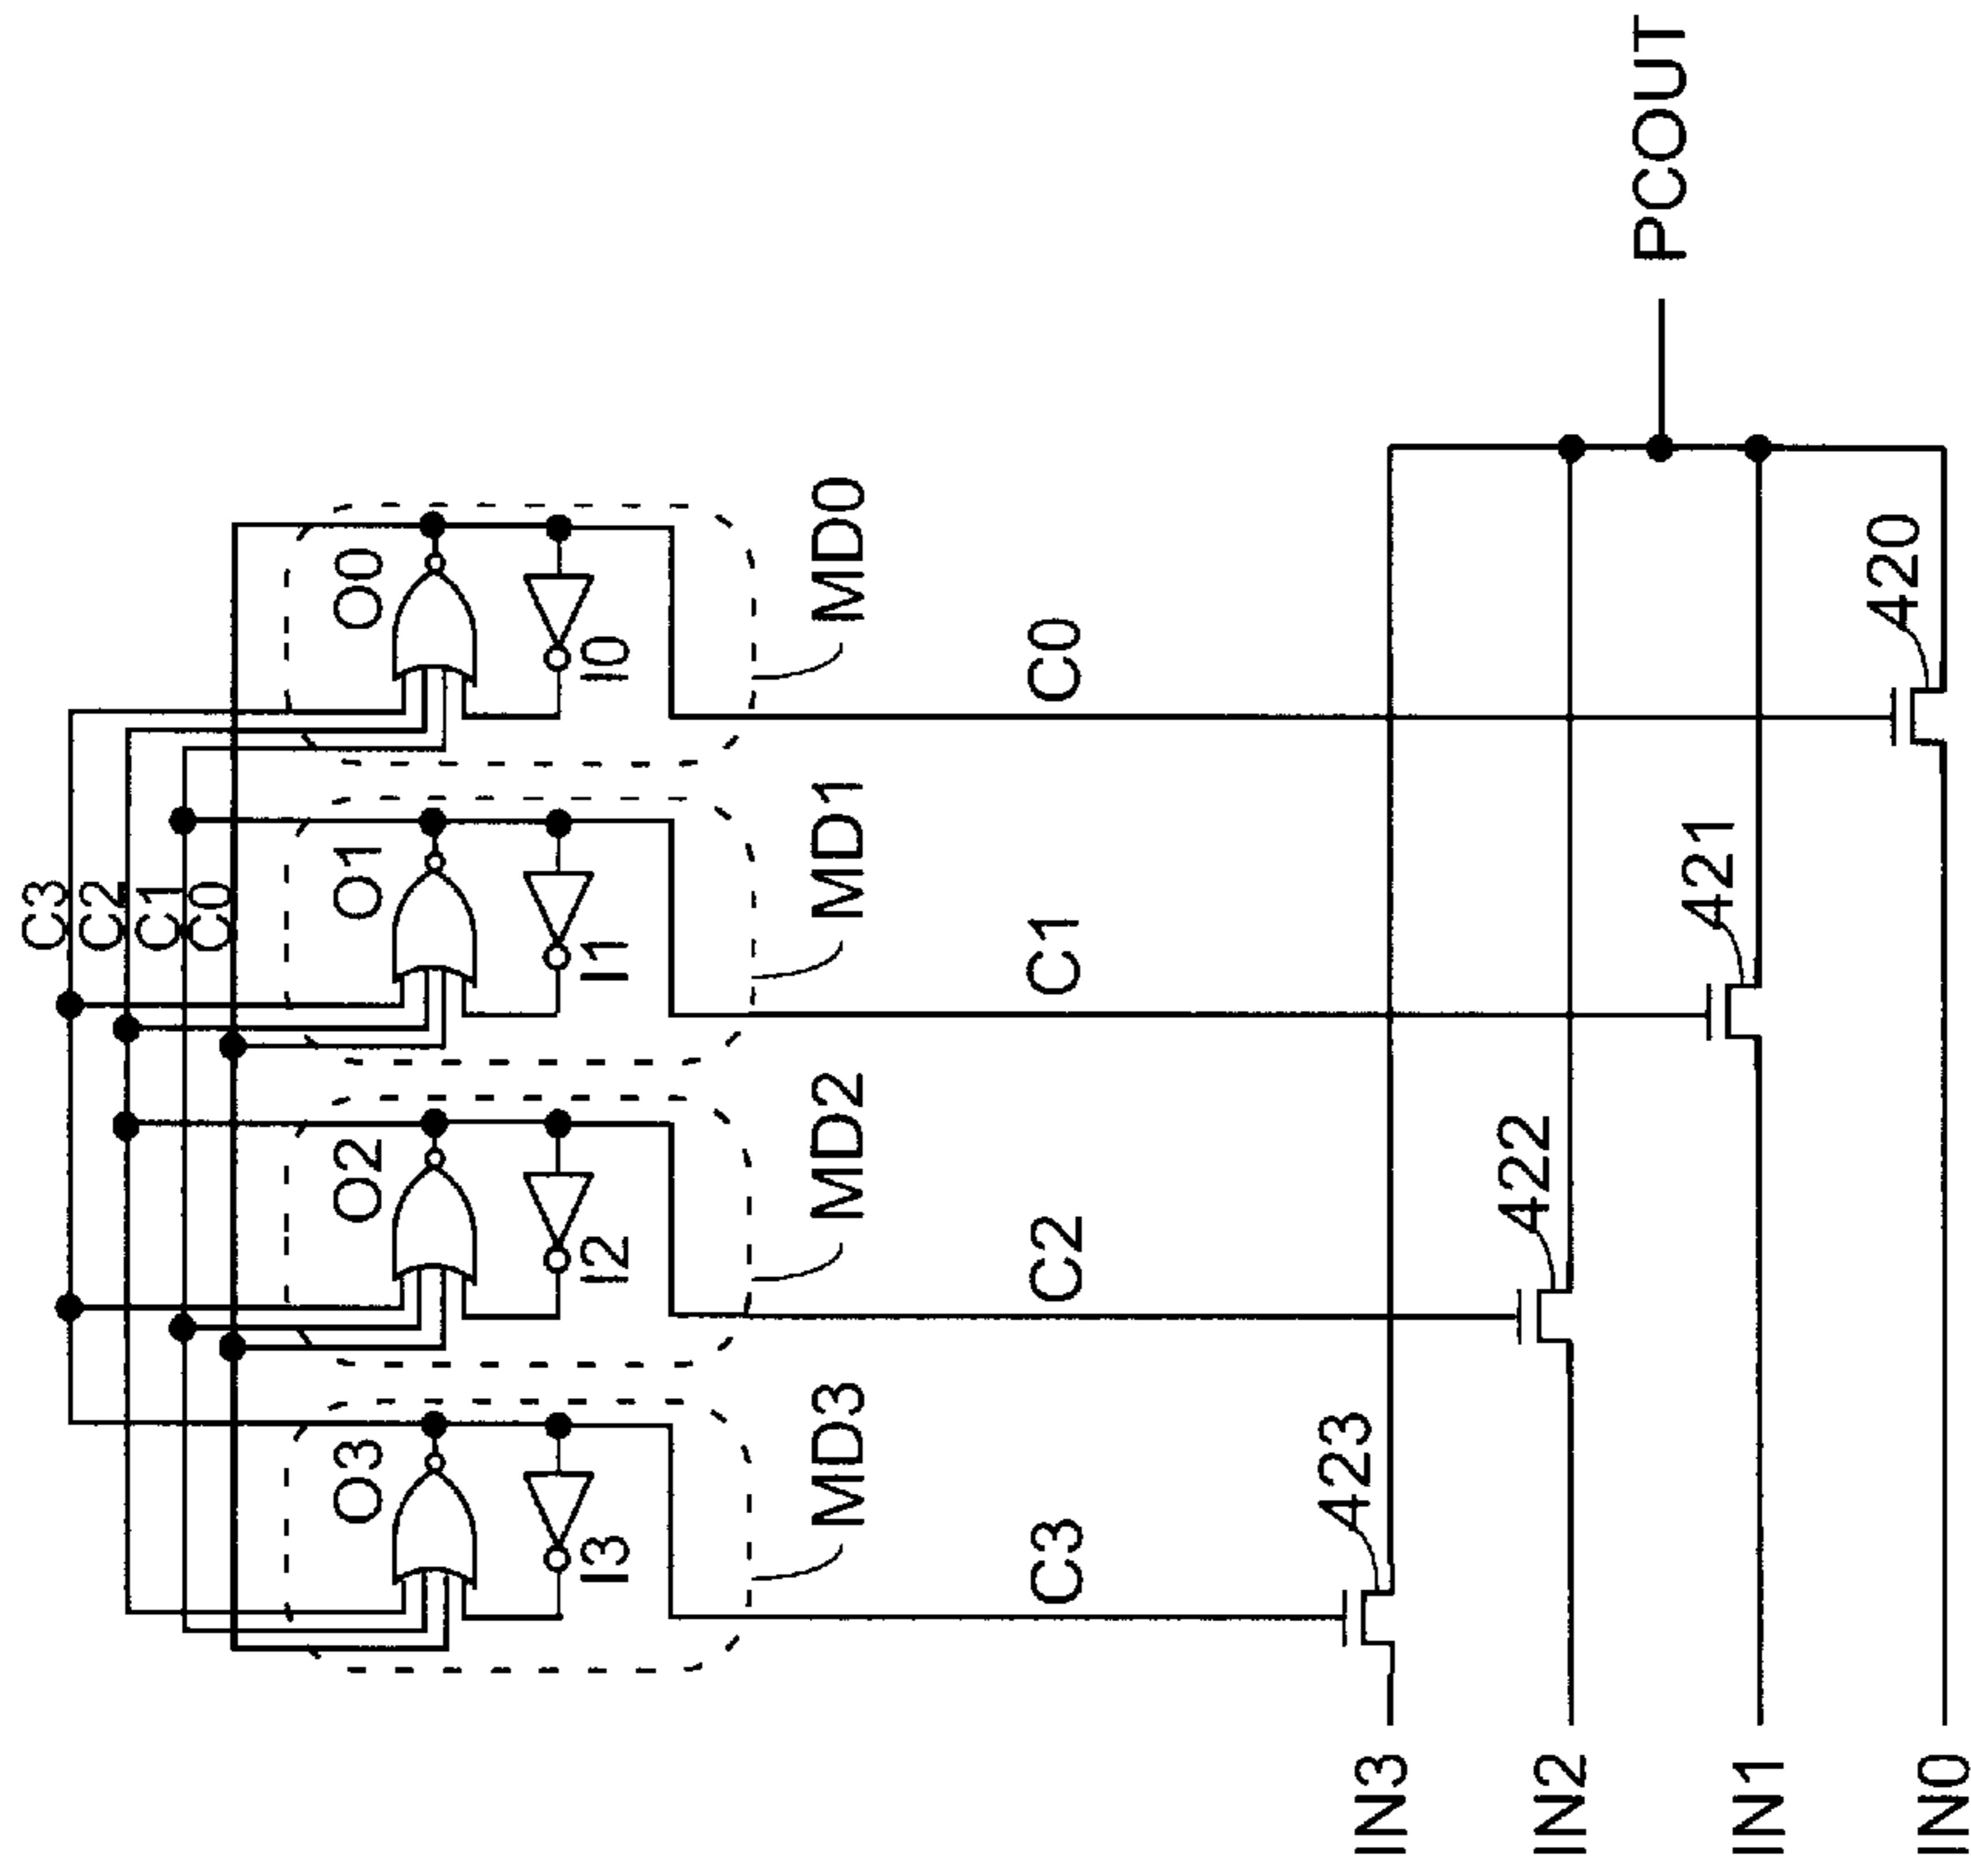 C3
C2
C1
C0
O3
O2
O1
O0
I3
I2
I1
I0
MD3
MD2
MD1
MD0
C3
C2
C1
C0
423
422
421
420
IN3
IN2
IN1
IN0
PCOUT